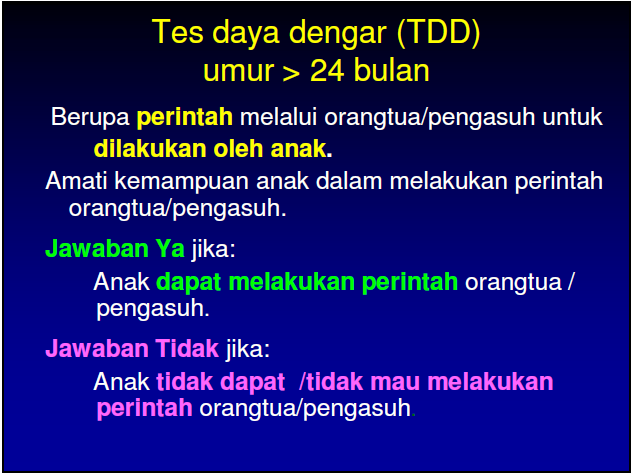 Tes daya dengar (TDD)
umur > 24 bulan
Berupa perintah melalui orangtua/pengasuh untuk
dilakukan oleh anak.
Amati kemampuan anak dalam melakukan perintah
orangtua/pengasuh.
Jawaban Ya jika:
Anak dapat melakukan perintah orangtua /
pengasuh.
Jawaban Tidak jika:
Anak tidak dapat /tidak mau melakukan
perintah orangtua/pengasuh.